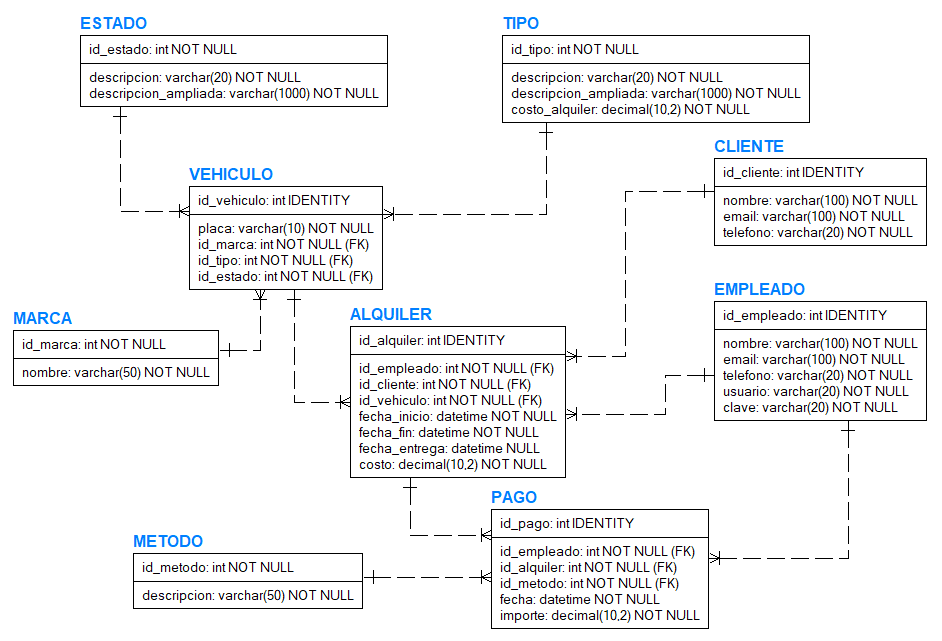 ESTADO
id_estado: int NOT NULL
descripcion: varchar(20) NOT NULL
descripcion_ampliada: varchar(1000) NOT NULL
TIPO
id_tipo: int NOT NULL
descripcion: varchar(20) NOT NULL
descripcion_ampliada: varchar(1000) NOT NULL
costo_alquiler: decimal(10,2) NOT NULL
CLIENTE
id_cliente: int IDENTITY
nombre: varchar(100) NOT NULL
email: varchar(100) NOT NULL
telefono: varchar(20) NOT NULL
VEHICULO
id_vehiculo: int IDENTITY
placa: varchar(10) NOT NULL
id_marca: int NOT NULL (FK)
id_tipo: int NOT NULL (FK)
id_estado: int NOT NULL (FK)
EMPLEADO
id_empleado: int IDENTITY
nombre: varchar(100) NOT NULL
email: varchar(100) NOT NULL
telefono: varchar(20) NOT NULL
usuario: varchar(20) NOT NULL
clave: varchar(20) NOT NULL
MARCA
id_marca: int NOT NULL
nombre: varchar(50) NOT NULL
ALQUILER
id_alquiler: int IDENTITY
id_empleado: int NOT NULL (FK)
id_cliente: int NOT NULL (FK)
id_vehiculo: int NOT NULL (FK)
fecha_inicio: datetime NOT NULL
fecha_fin: datetime NOT NULL
fecha_entrega: datetime NULL
costo: decimal(10,2) NOT NULL
PAGO
id_pago: int IDENTITY
id_empleado: int NOT NULL (FK)
id_alquiler: int NOT NULL (FK)
id_metodo: int NOT NULL (FK)
fecha: datetime NOT NULL
importe: decimal(10,2) NOT NULL
METODO
id_metodo: int NOT NULL
descripcion: varchar(50) NOT NULL